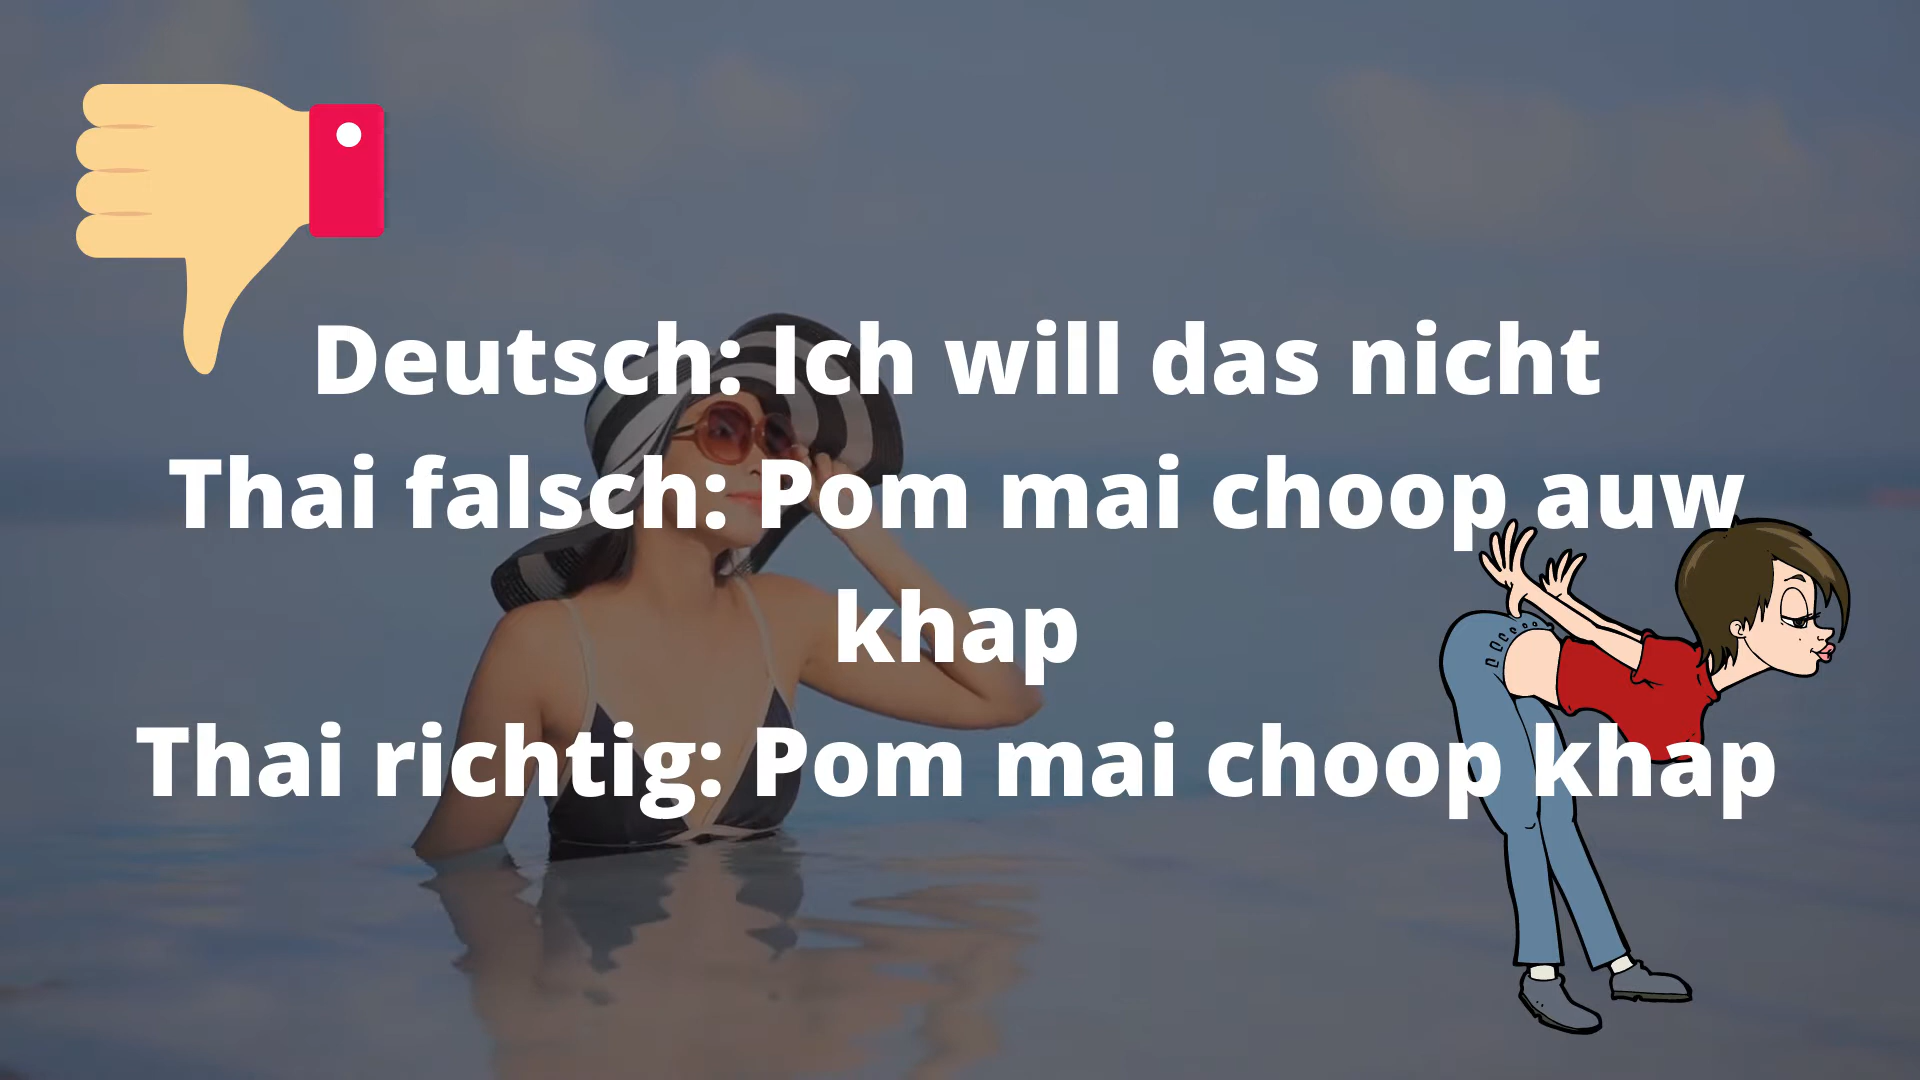 Deutsch: Ich will das nicht
Thai falsch: Pom mai choop auw
khap
Thai richtig: Pom mai choop khap